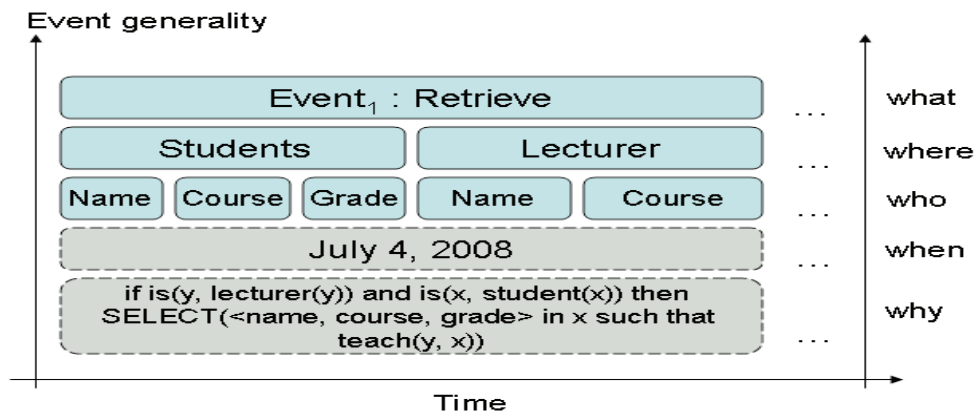 Event generality
Event₁ : Retrieve ... what
Students Lecturer ... where
Name Course Grade Name Course ... who
July 4, 2008 ... when
if is(y, lecturer(y)) and is(x, student(x)) then
SELECT(<name, course, grade> in x such that
teach(y, x))
... why
Time